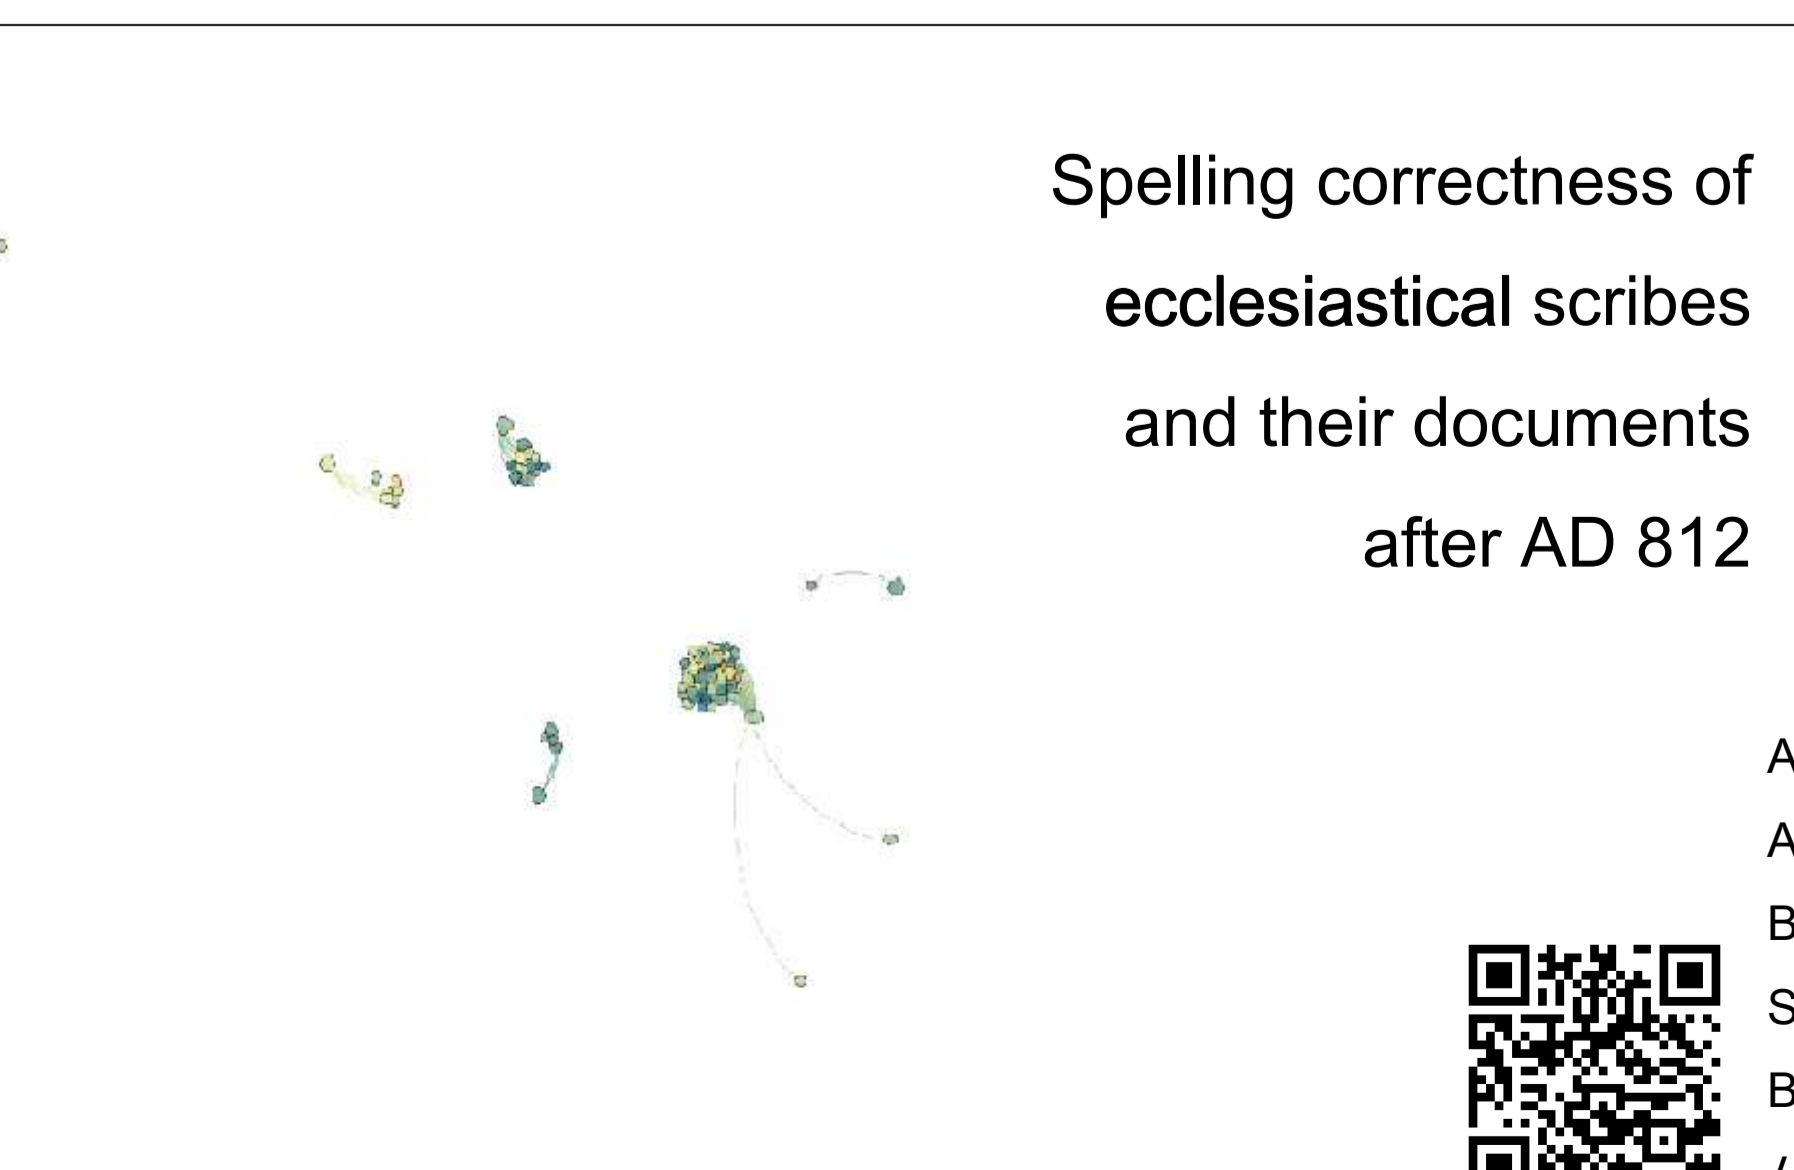 Spelling correctness of
ecclesiastical scribes
and their documents
after AD 812
A
A
B
S
B